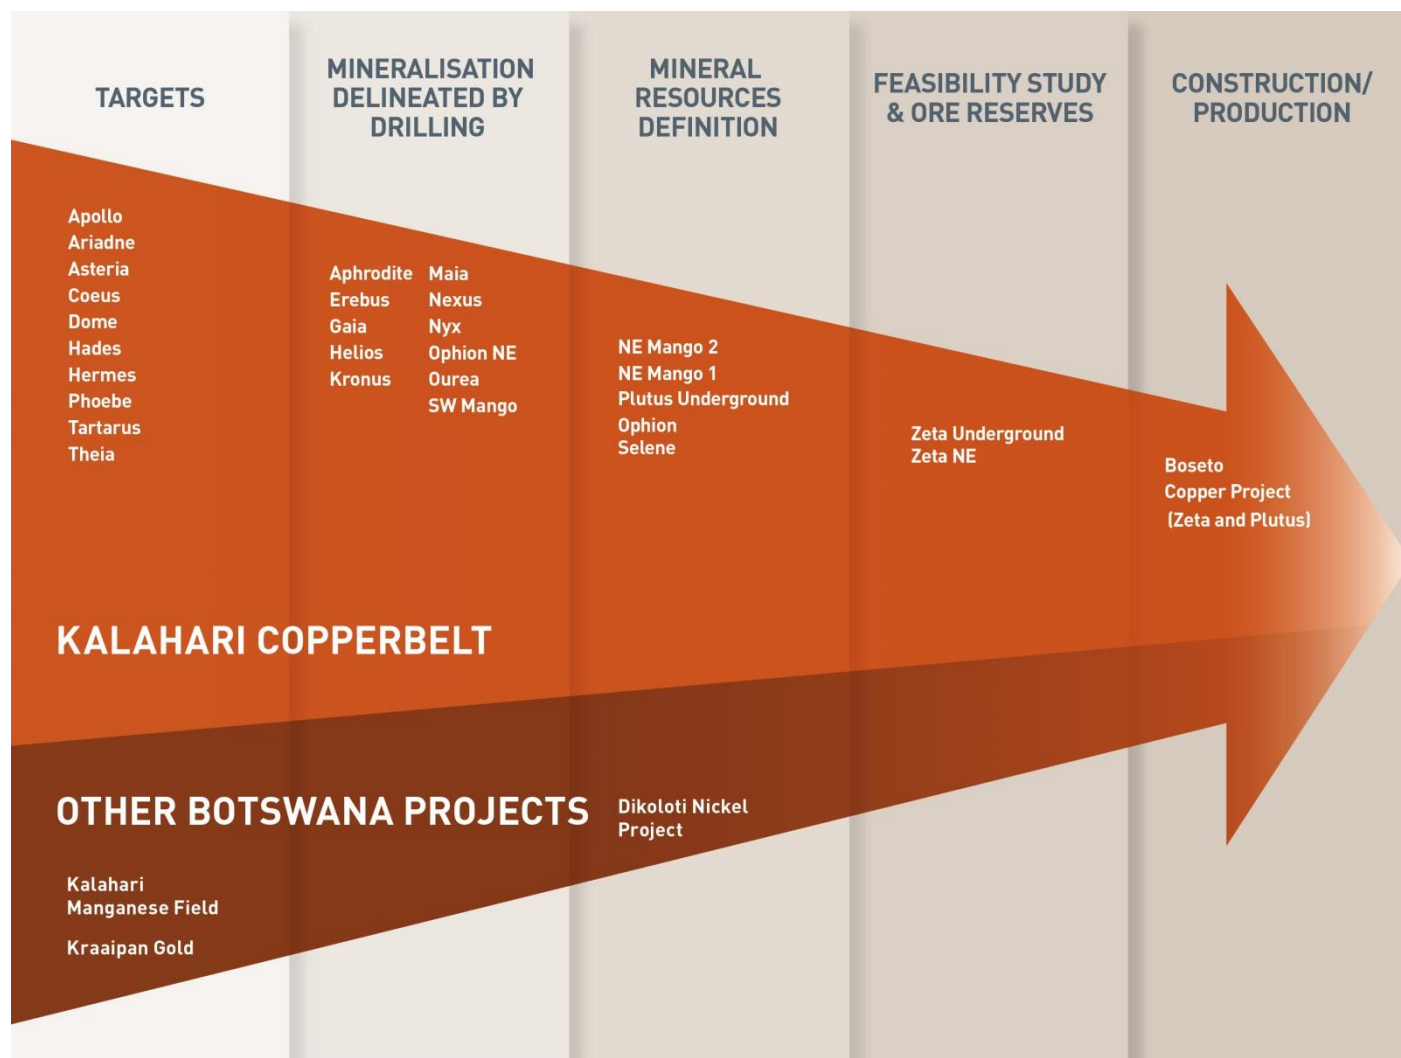 TARGETS
MINERALISATION
DELINEATED BY
DRILLING
MINERAL
RESOURCES
DEFINITION
FEASIBILITY STUDY
& ORE RESERVES
CONSTRUCTION/
PRODUCTION
Apollo
Ariadne
Asteria
Coeus
Dome
Hades
Hermes
Phoebe
Tartarus
Theia
Aphrodite
Erebus
Gaia
Helios
Kronus
Maia
Nexus
Nyx
Ophion NE
Ourea
SW Mango
NE Mango 2
NE Mango 1
Plutus Underground
Ophion
Selene
Zeta Underground
Zeta NE
Boseto
Copper Project
(Zeta and Plutus)
KALAHARI COPPERBELT
OTHER BOTSWANA PROJECTS
Dikoloti Nickel
Project
Kalahari
Manganese Field
Kraaipan Gold